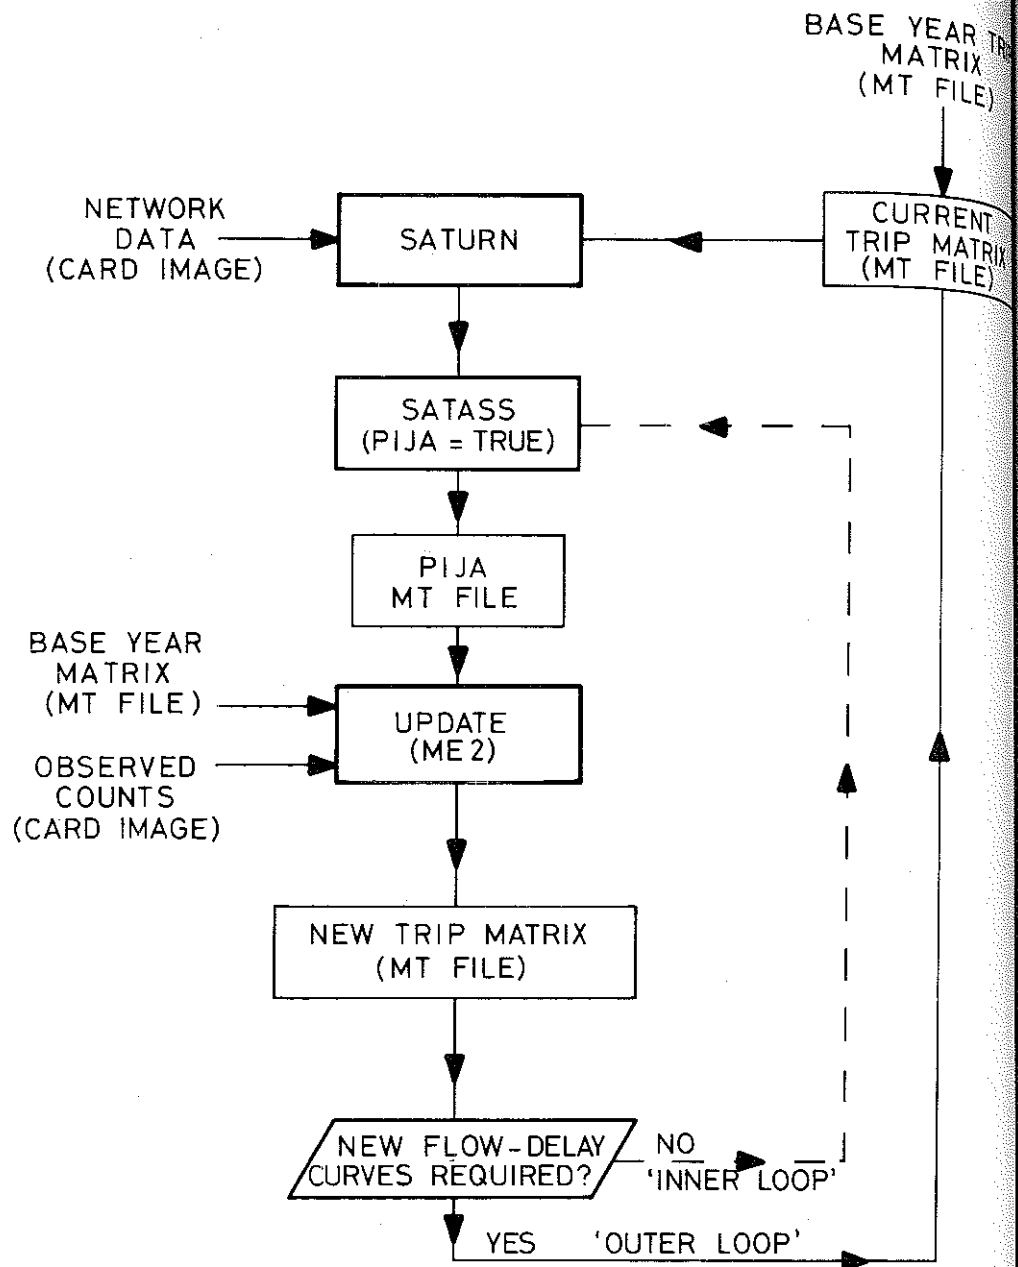 BASE YEAR TRIP
MATRIX
(MT FILE)
NETWORK
DATA
(CARD IMAGE)
SATURN
CURRENT
TRIP MATRIX
(MT FILE)
SATASS
(PIJA = TRUE)
PIJA
MT FILE
BASE YEAR
MATRIX
(MT FILE)
OBSERVED
COUNTS
(CARD IMAGE)
UPDATE
(ME2)
NEW TRIP MATRIX
(MT FILE)
NEW FLOW-DELAY
CURVES REQUIRED?
NO
'INNER LOOP'
YES 'OUTER LOOP'